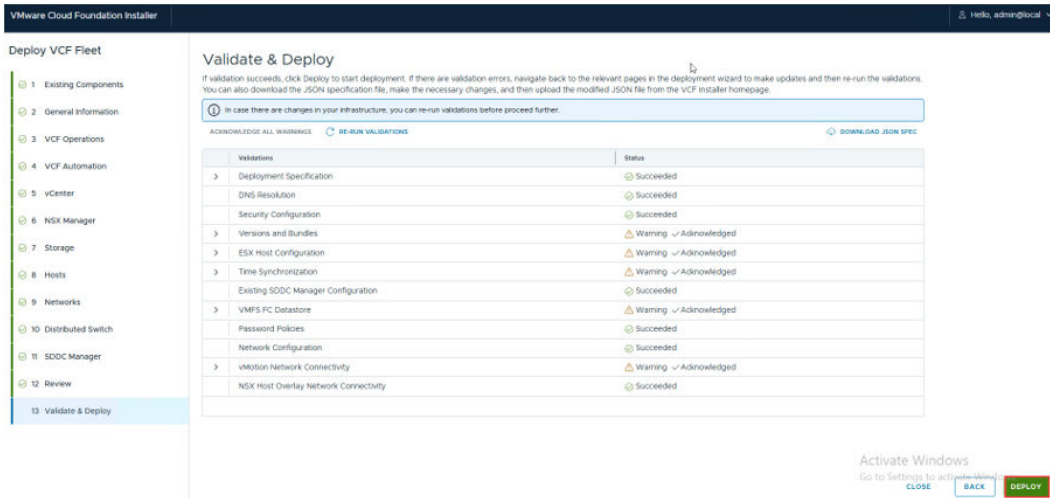 VMware Cloud Foundation Installer
Hello, admin@local
Deploy VCF Fleet
1 Existing Components
2 General Information
3 VCF Operations
4 VCF Automation
5 vCenter
6 NSX Manager
7 Storage
8 Hosts
9 Networks
10 Distributed Switch
11 SDDC Manager
12 Review
13 Validate & Deploy
Validate & Deploy
If validation succeeds, click Deploy to start deployment. If there are validation errors, navigate back to the relevant pages in the deployment wizard to make updates and then re-run the validations.
You can also download the JSON specification file, make the necessary changes, and then upload the modified JSON file from the VCF Installer homepage.
In case there are changes in your infrastructure, you can re-run validations before proceed further.
ACKNOWLEDGE ALL WARNINGS RE-RUN VALIDATIONS DOWNLOAD JSON SPEC
Validations Status
Deployment Specification Succeeded
DNS Resolution Succeeded
Security Configuration Succeeded
Versions and Bundles Warning Acknowledged
ESX Host Configuration Warning Acknowledged
Time Synchronization Warning Acknowledged
Existing SDDC Manager Configuration Succeeded
VMFS FC Datastore Warning Acknowledged
Password Policies Succeeded
Network Configuration Succeeded
vMotion Network Connectivity Warning Acknowledged
NSX Host Overlay Network Connectivity Succeeded
Activate Windows
Go to Settings to activate Windows.
CLOSE BACK DEPLOY